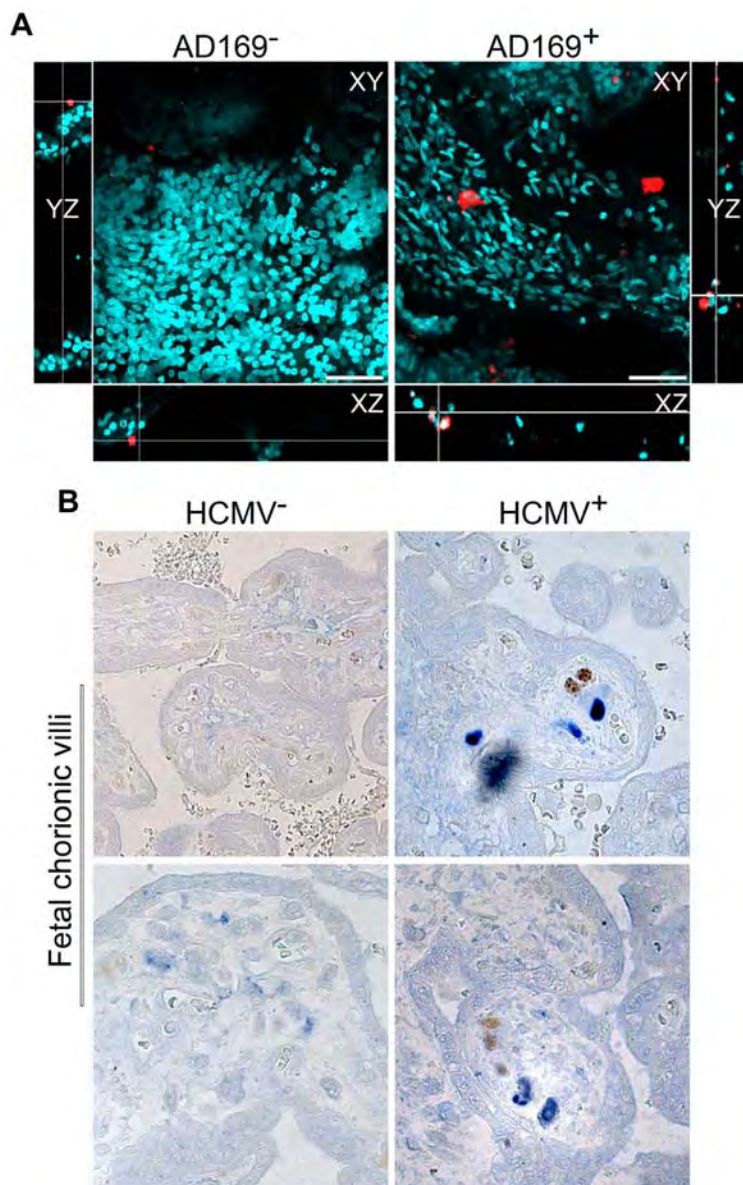 A
AD169⁻ AD169⁺
XY XY
YZ YZ
XZ XZ
B
HCMV⁻ HCMV⁺
Fetal chorionic villi